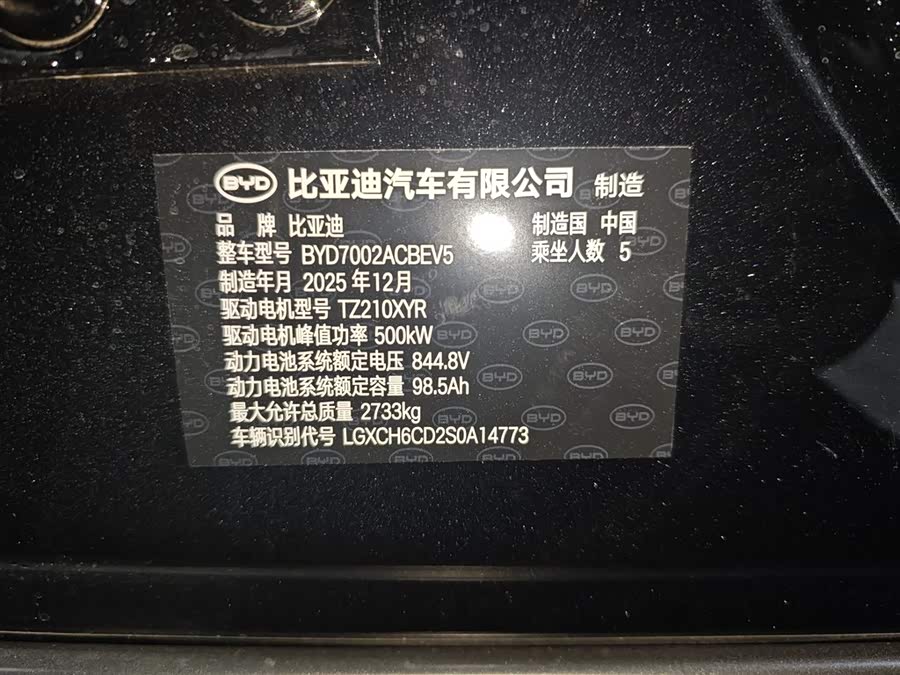 BYD 比亚迪汽车有限公司 制造
品 牌 比亚迪 制造国 中国
整车型号 BYD7002ACBEV5 乘坐人数 5
制造年月 2025年12月
驱动电机型号 TZ210XYR
驱动电机峰值功率 500kW
动力电池系统额定电压 844.8V
动力电池系统额定容量 98.5Ah
最大允许总质量 2733kg
车辆识别代号 LGXCH6CD2S0A14773